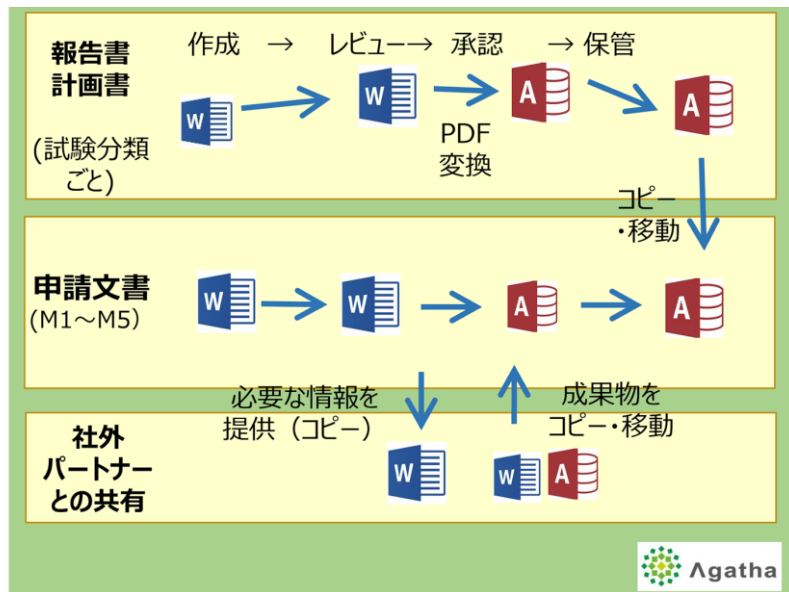 報告書
計画書
(試験分類
ごと)
作成 → レビュー→ 承認 → 保管
W
W
A
A
PDF
変換
コピー
・移動
申請文書
(M1～M5）
W
W
A
A
必要な情報を
提供（コピー）
成果物を
コピー・移動
社外
パートナー
との共有
W
W
A
Agatha